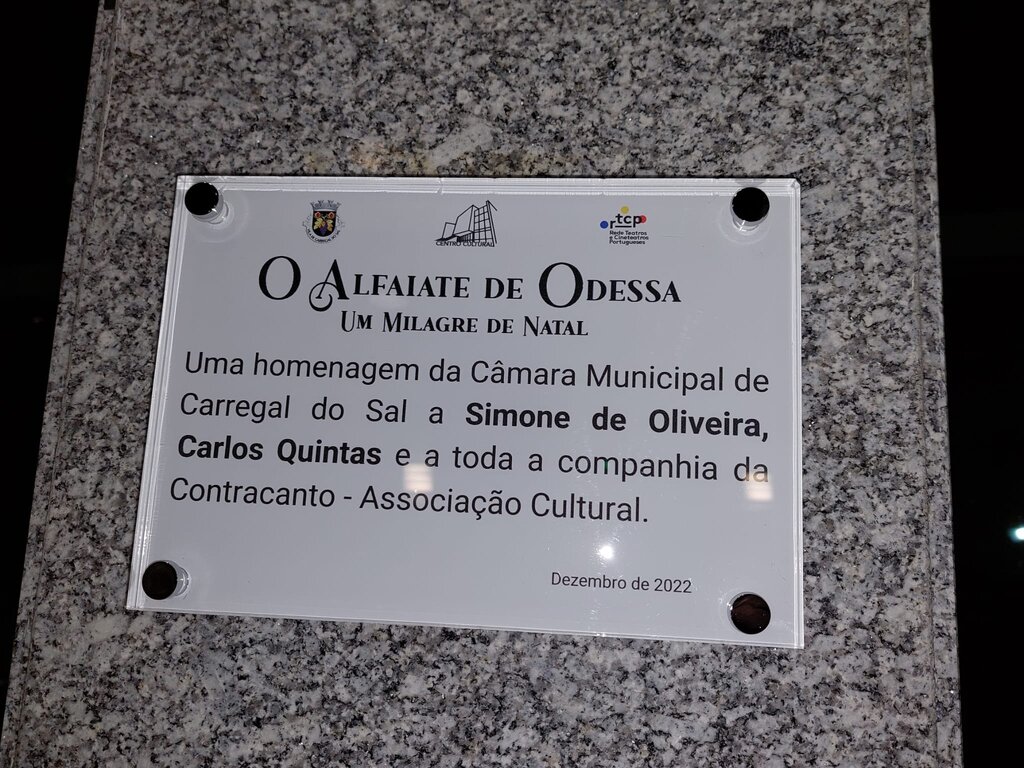 CENTRO CULTURAL
rtcp
Rede Teatros
e Cineteatros
Portugueses
O ALFAIATE DE ODESSA
UM MILAGRE DE NATAL
Uma homenagem da Câmara Municipal de
Carregal do Sal a Simone de Oliveira,
Carlos Quintas e a toda a companhia da
Contracanto - Associação Cultural.
Dezembro de 2022